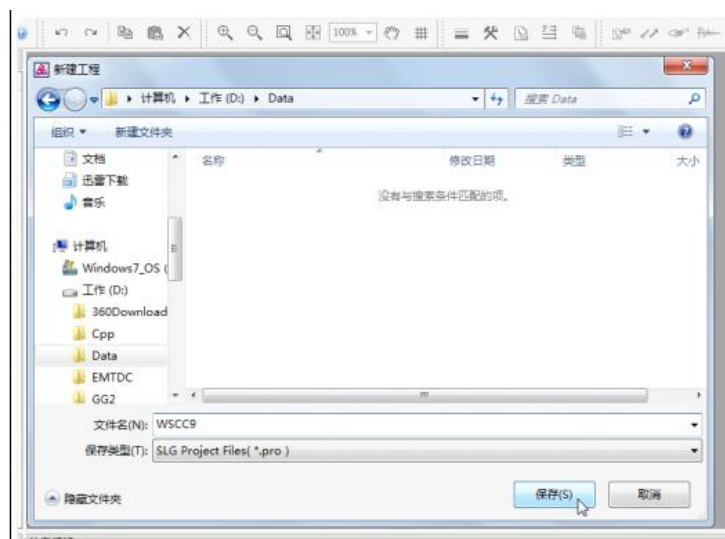 100%
新建工程
计算机 ▸ 工作 (D:) ▸ Data
搜索 Data
组织 新建文件夹
文档
迅雷下载
音乐
计算机
Windows7_OS (
工作 (D:)
360Download
Cpp
Data
EMTDC
GG2
名称 修改日期 类型 大小
没有与搜索条件匹配的项。
文件名(N): WSCC9
保存类型(T): SLG Project Files( *.pro )
隐藏文件夹
保存(S) 取消